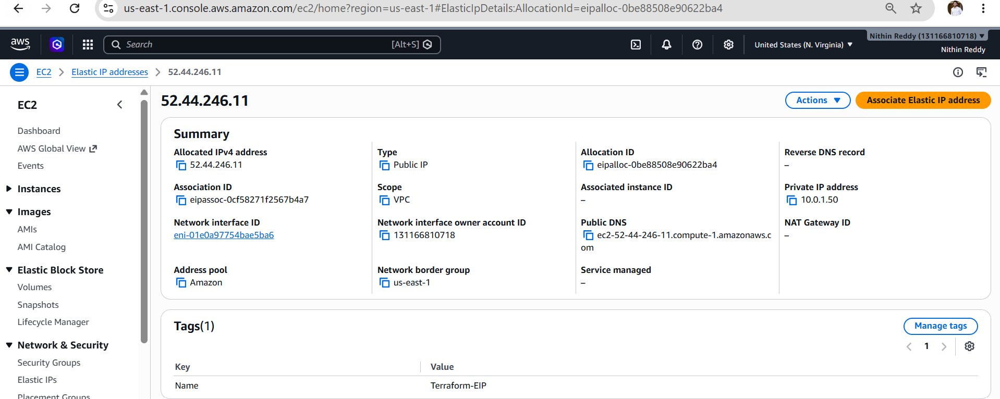 us-east-1.console.aws.amazon.com/ec2/home?region=us-east-1#ElasticIpDetails:AllocationId=eipalloc-0be88508e90622ba4
aws
Search
[Alt+S]
United States (N. Virginia)
Nithin Reddy (131166810718)
Nithin Reddy
EC2
Elastic IP addresses
52.44.246.11
EC2
Dashboard
AWS Global View
Events
Instances
Images
AMIs
AMI Catalog
Elastic Block Store
Volumes
Snapshots
Lifecycle Manager
Network & Security
Security Groups
Elastic IPs
Placement Groups
52.44.246.11
Actions
Associate Elastic IP address
Summary
Allocated IPv4 address
52.44.246.11
Type
Public IP
Allocation ID
eipalloc-0be88508e90622ba4
Reverse DNS record
–
Association ID
eipassoc-0cf58271f2567b4a7
Scope
VPC
Associated instance ID
–
Private IP address
10.0.1.50
Network interface ID
eni-01e0a97754bae5ba6
Network interface owner account ID
131166810718
Public DNS
ec2-52-44-246-11.compute-1.amazonaws.c
om
NAT Gateway ID
–
Address pool
Amazon
Network border group
us-east-1
Service managed
–
Tags(1)
Manage tags
1
Key
Value
Name
Terraform-EIP